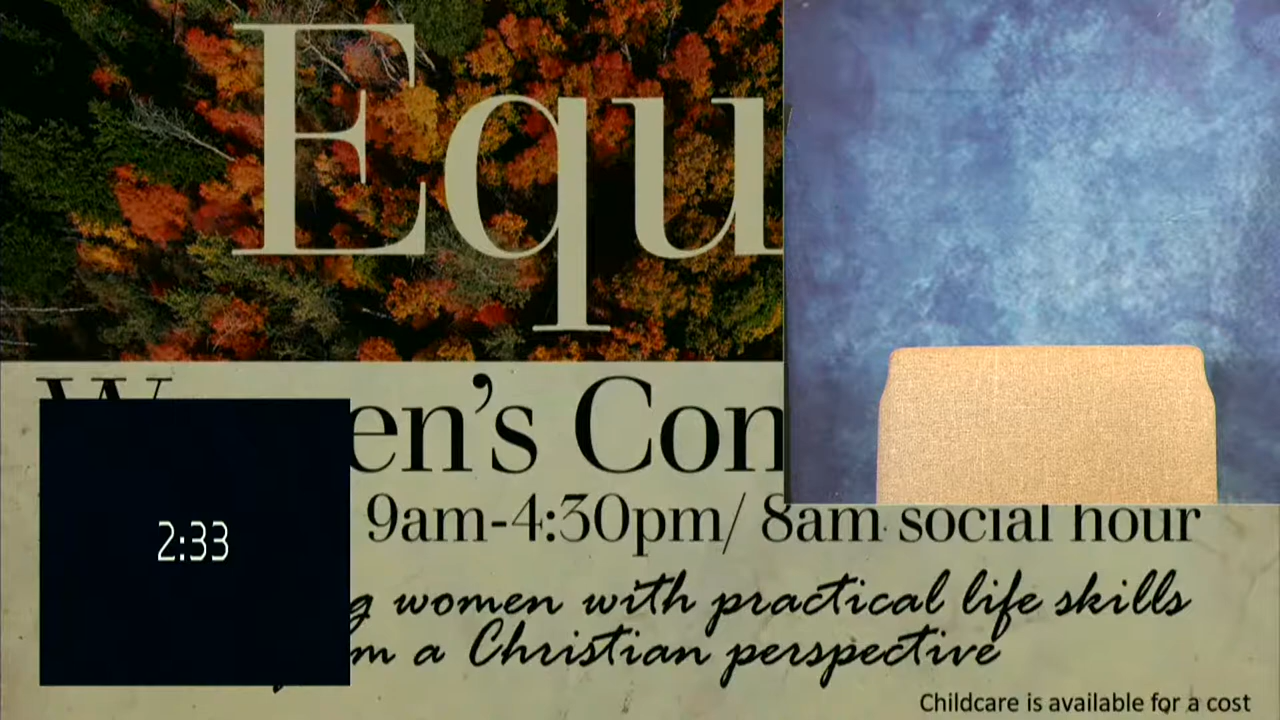 Equ
en's Con
9am-4:30pm/ 8am social hour
2:33
g women with practical life skills
m a Christian perspective
Childcare is available for a cost